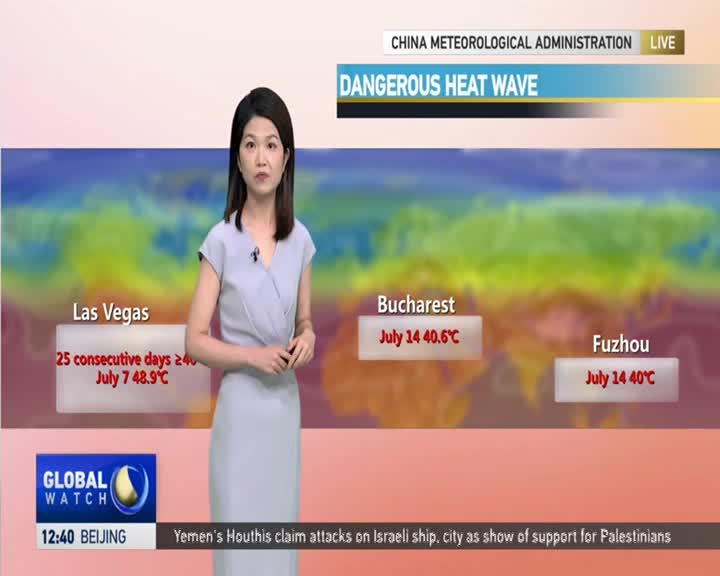 CHINA METEOROLOGICAL ADMINISTRATION LIVE
DANGEROUS HEAT WAVE
Las Vegas
25 consecutive days ≥40
July 7 48.9℃
Bucharest
July 14 40.6℃
Fuzhou
July 14 40℃
GLOBAL
WATCH
12:40 BEIJING
Yemen's Houthis claim attacks on Israeli ship, city as show of support for Palestinians